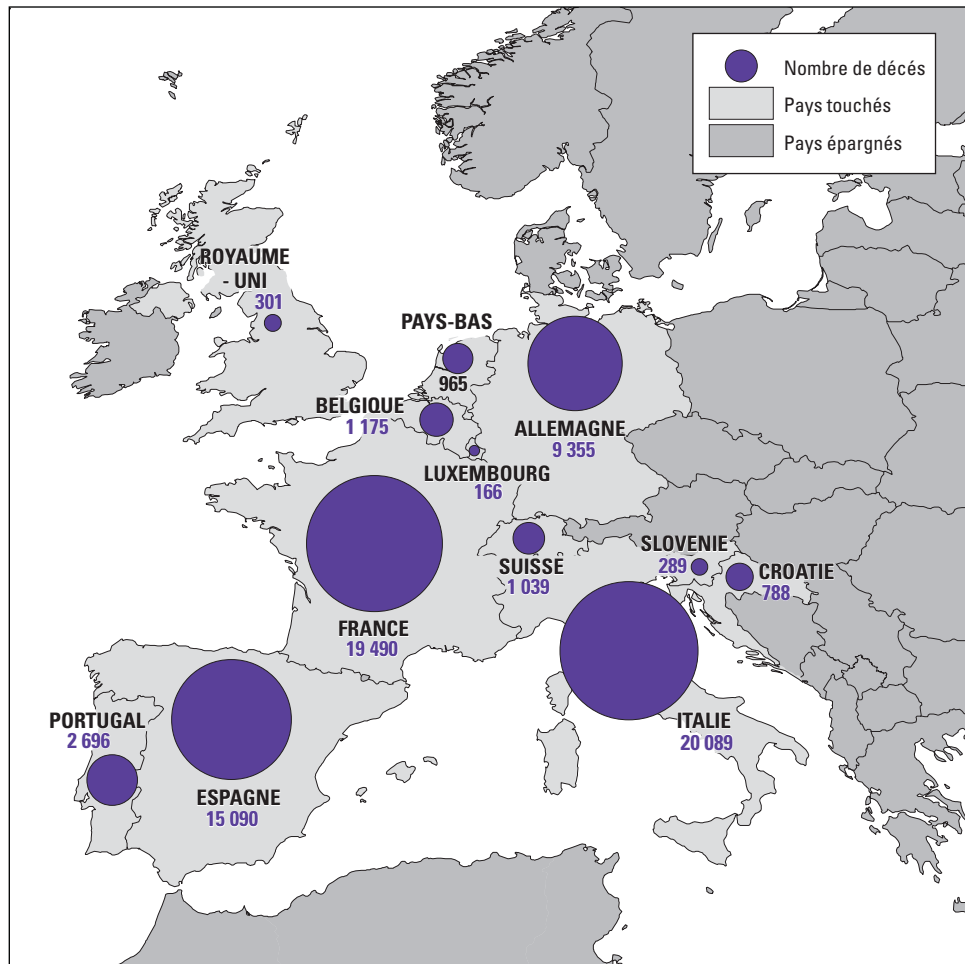 Nombre de décés
Pays touchés
Pays épargnés
ROYAUME
- UNI
301
PAYS-BAS
965
BELGIQUE
1 175
ALLEMAGNE
9 355
LUXEMBOURG
166
SUISSE
1 039
SLOVENIE
289
CROATIE
788
FRANCE
19 490
PORTUGAL
2 696
ITALIE
20 089
ESPAGNE
15 090